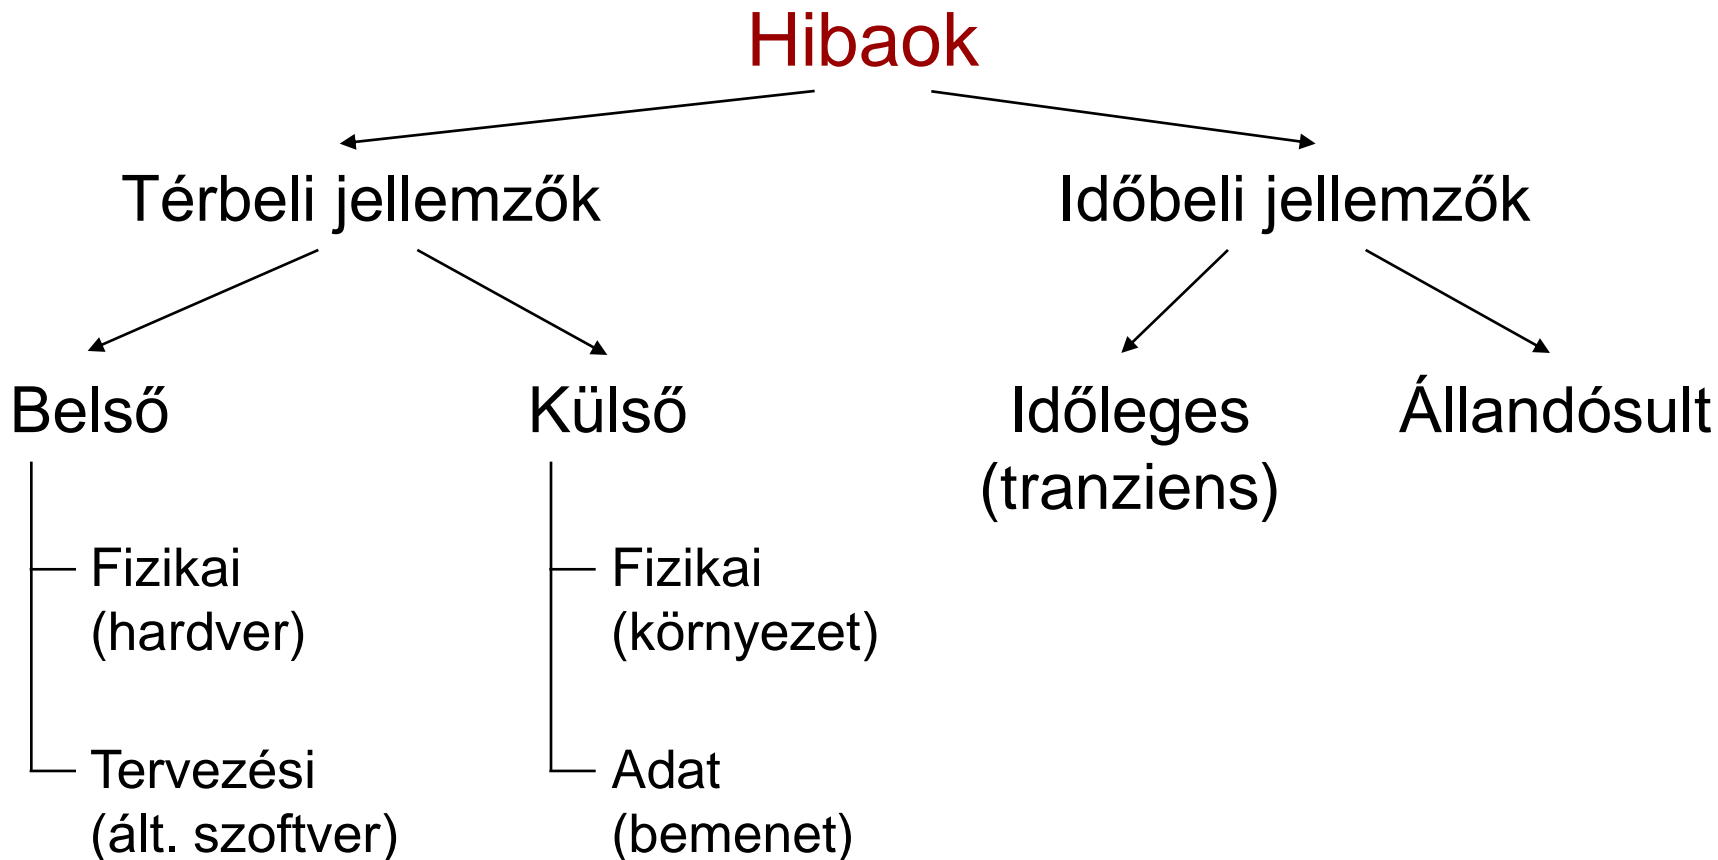 Hibaok
Térbeli jellemzők
Időbeli jellemzők
Belső
Külső
Időleges
(tranziens)
Állandósult
Fizikai
(hardver)
Tervezési
(ált. szoftver)
Fizikai
(környezet)
Adat
(bemenet)